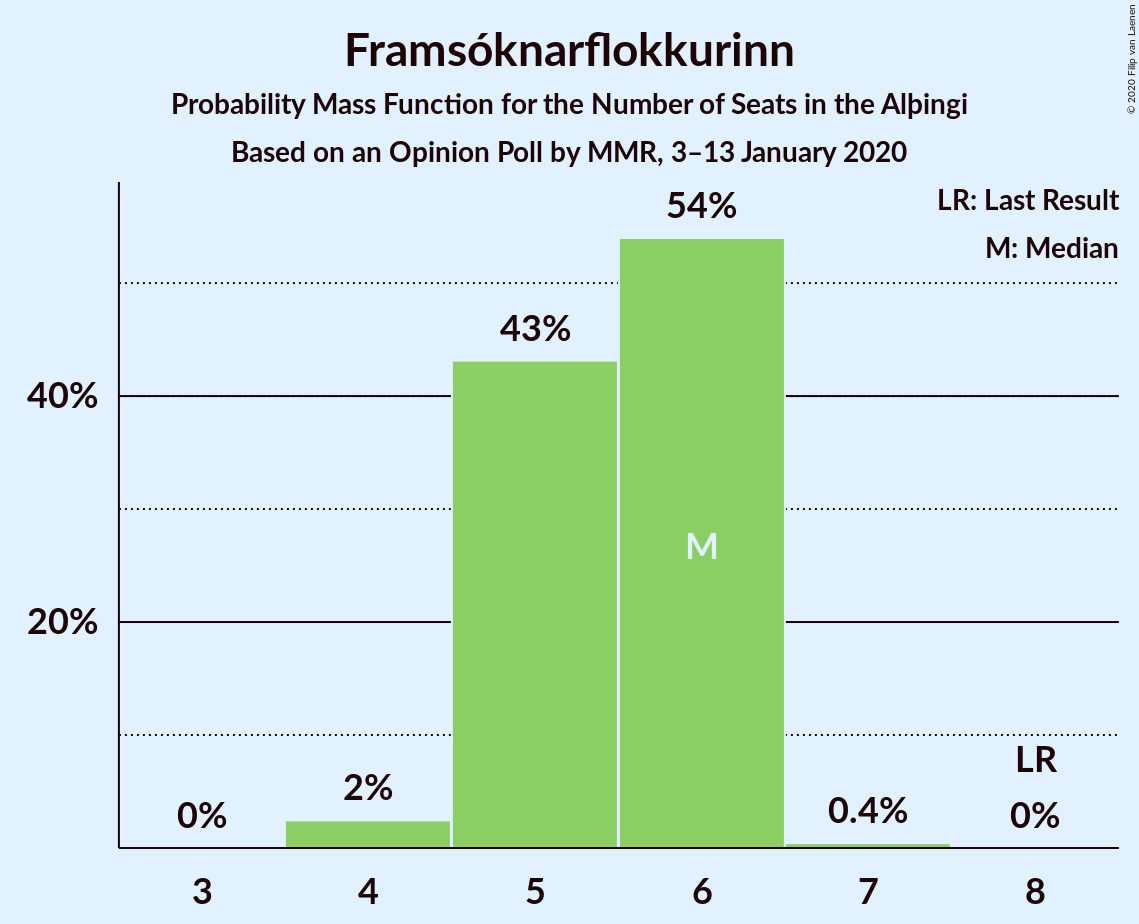 Framsóknarflokkurinn
Probability Mass Function for the Number of Seats in the Alþingi
Based on an Opinion Poll by MMR, 3–13 January 2020
© 2020 Filip van Laenen
LR: Last Result
M: Median
54%
43%
40%
M
20%
LR
2%
0%
0.4%
0%
3 4 5 6 7 8